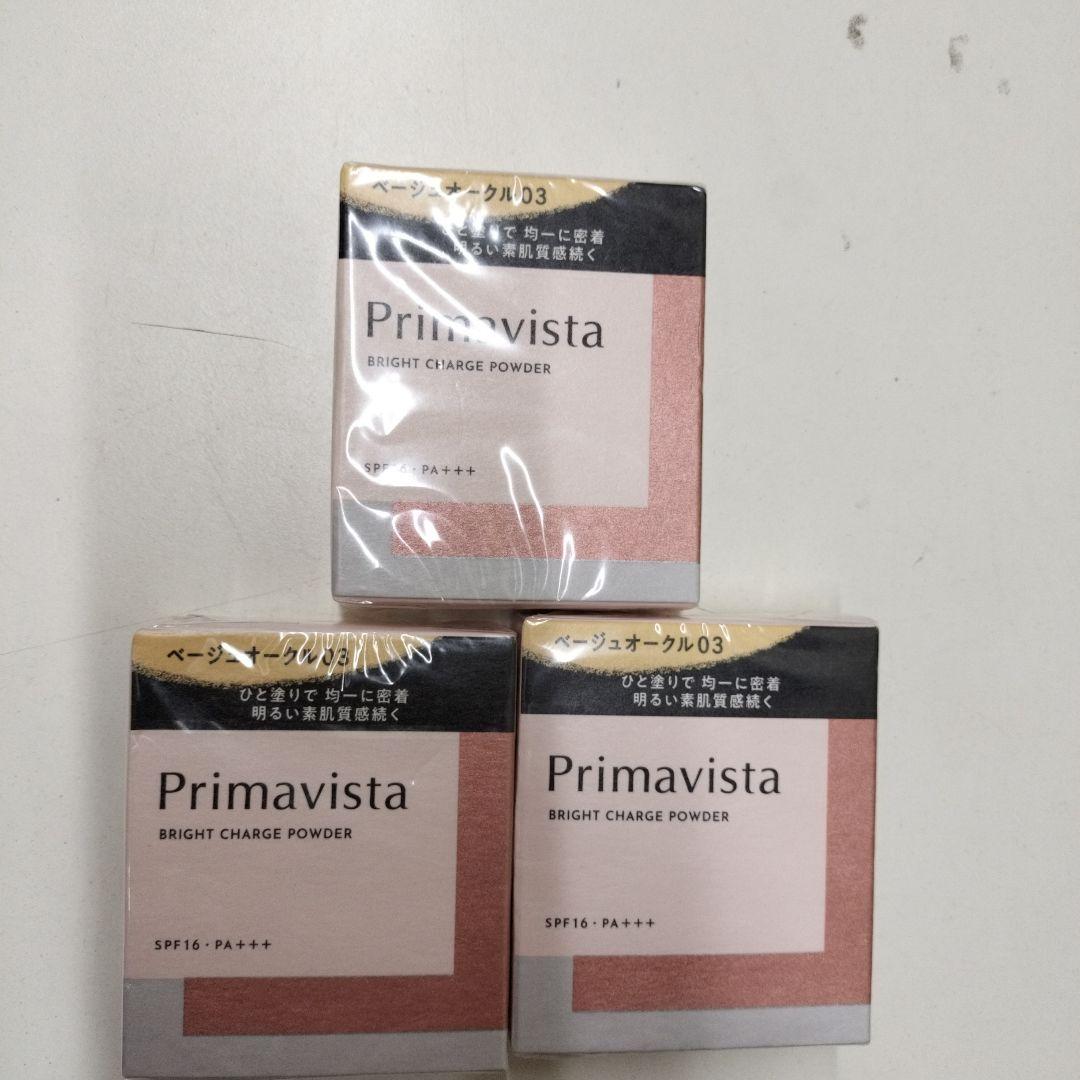 ベージュオークル03
ひと塗りで 均一に密着
明るい素肌質感続く
Primavista
BRIGHT CHARGE POWDER
SPF16・PA+++
ベージュオークル03
ひと塗りで 均一に密着
明るい素肌質感続く
Primavista
BRIGHT CHARGE POWDER
SPF16・PA+++
ベージュオークル03
ひと塗りで 均一に密着
明るい素肌質感続く
Primavista
BRIGHT CHARGE POWDER
SPF16・PA+++